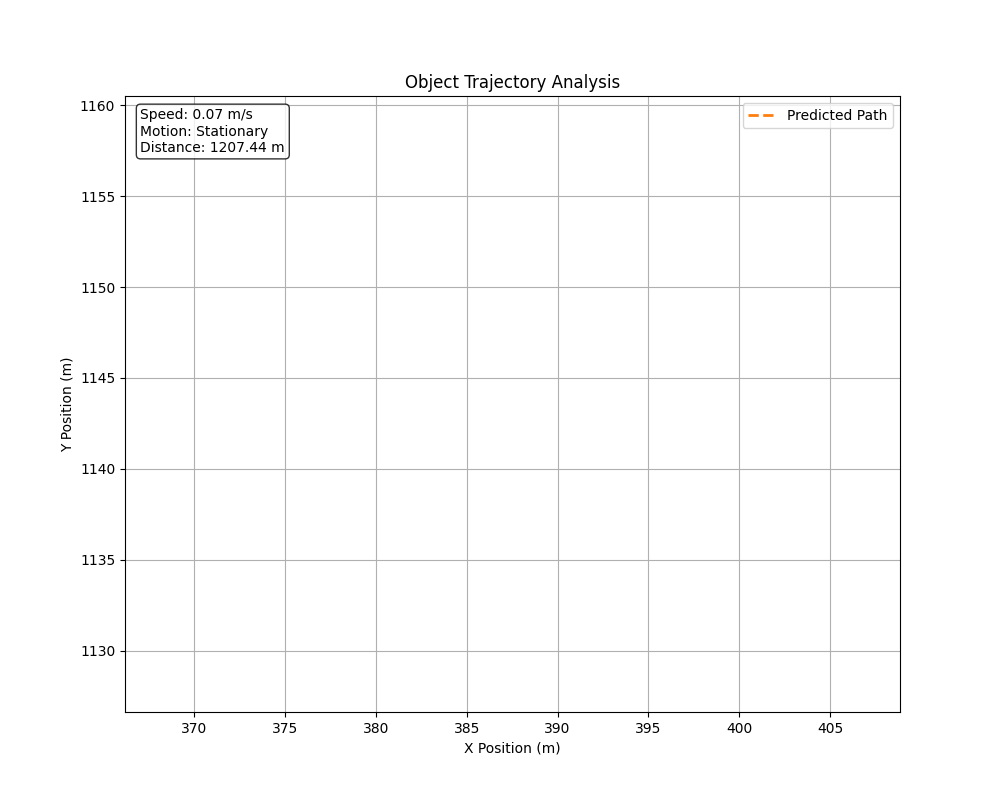 Object Trajectory Analysis
Speed: 0.07 m/s
Motion: Stationary
Distance: 1207.44 m
Predicted Path
1160
1155
1150
1145
1140
1135
1130
Y Position (m)
370 375 380 385 390 395 400 405
X Position (m)